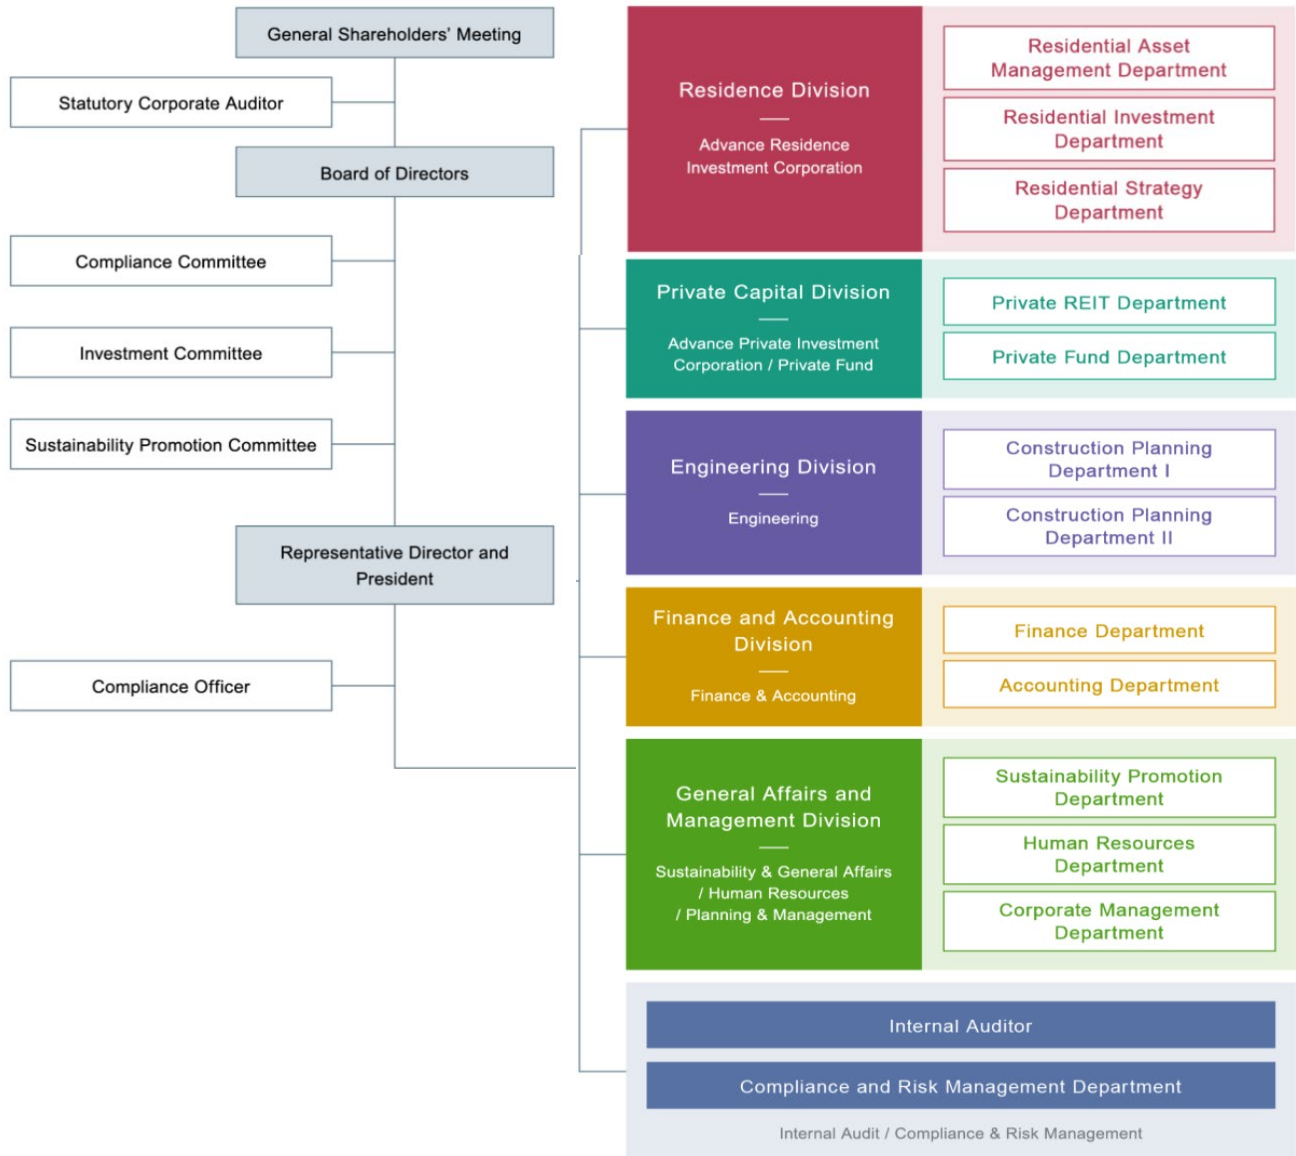 General Shareholders' Meeting
Statutory Corporate Auditor
Board of Directors
Compliance Committee
Investment Committee
Sustainability Promotion Committee
Representative Director and
President
Compliance Officer
Residence Division
Advance Residence
Investment Corporation
Residential Asset
Management Department
Residential Investment
Department
Residential Strategy
Department
Private Capital Division
Advance Private Investment
Corporation / Private Fund
Private REIT Department
Private Fund Department
Engineering Division
Engineering
Construction Planning
Department I
Construction Planning
Department II
Finance and Accounting
Division
Finance & Accounting
Finance Department
Accounting Department
General Affairs and
Management Division
Sustainability & General Affairs
/ Human Resources
/ Planning & Management
Sustainability Promotion
Department
Human Resources
Department
Corporate Management
Department
Internal Auditor
Compliance and Risk Management Department
Internal Audit / Compliance & Risk Management